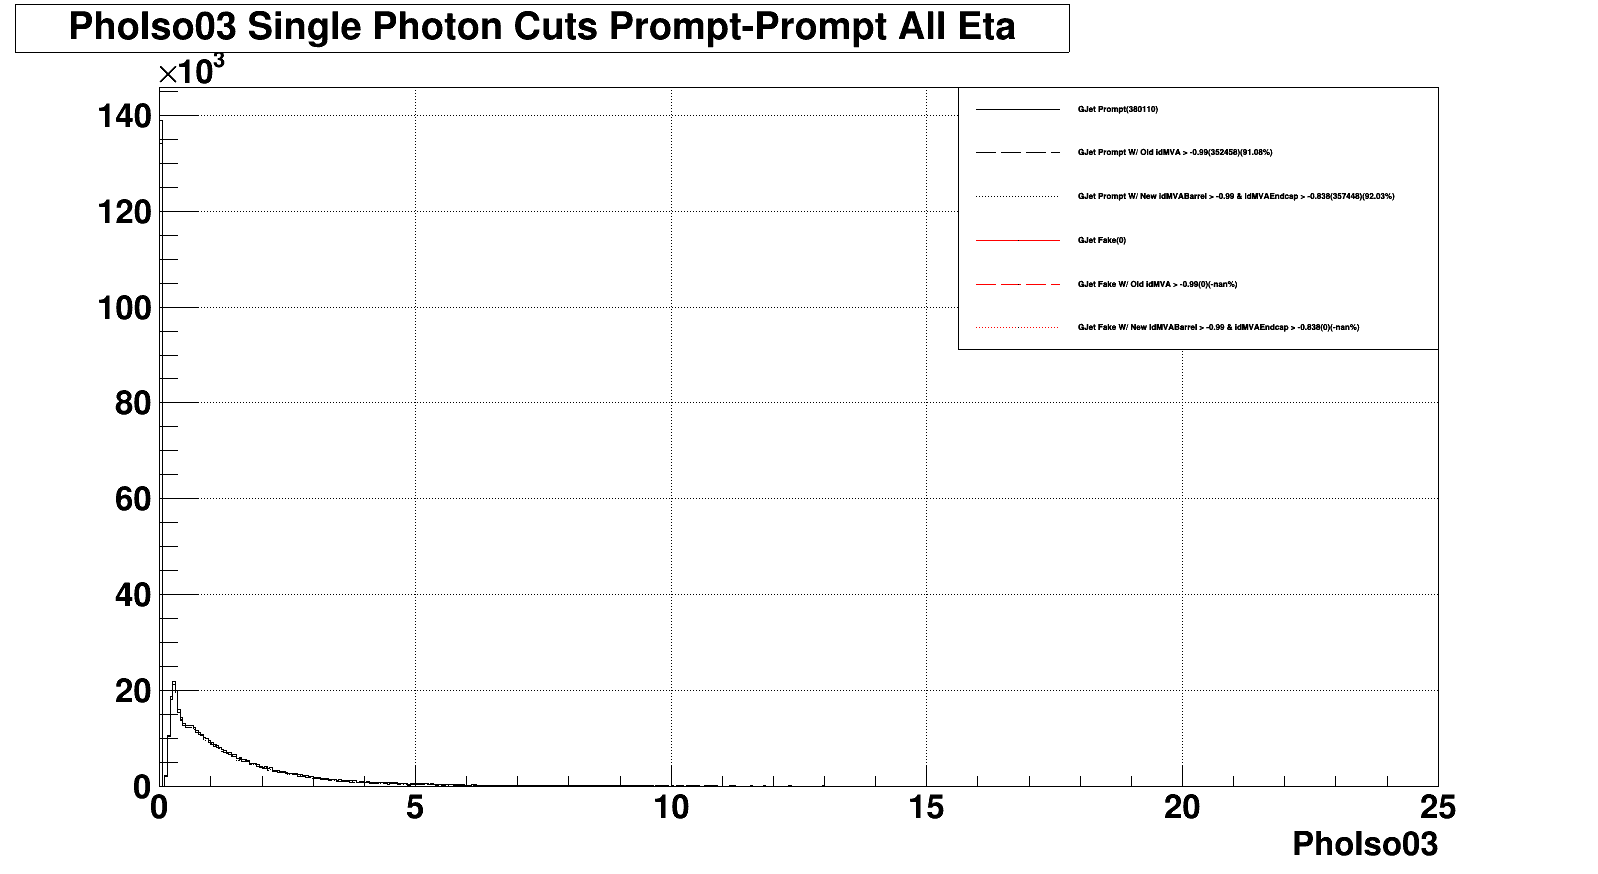 PhoIso03 Single Photon Cuts Prompt-Prompt All Eta
×10³
140
120
100
80
60
40
20
0
0 5 10 15 20 25
PhoIso03
GJet Prompt(380110)
GJet Prompt W/ Old idMVA > -0.99(352458)(91.08%)
GJet Prompt W/ New idMVABarrel > -0.99 & idMVAEndcap > -0.838(357448)(92.03%)
GJet Fake(0)
GJet Fake W/ Old idMVA > -0.99(0)(-nan%)
GJet Fake W/ New idMVABarrel > -0.99 & idMVAEndcap > -0.838(0)(-nan%)